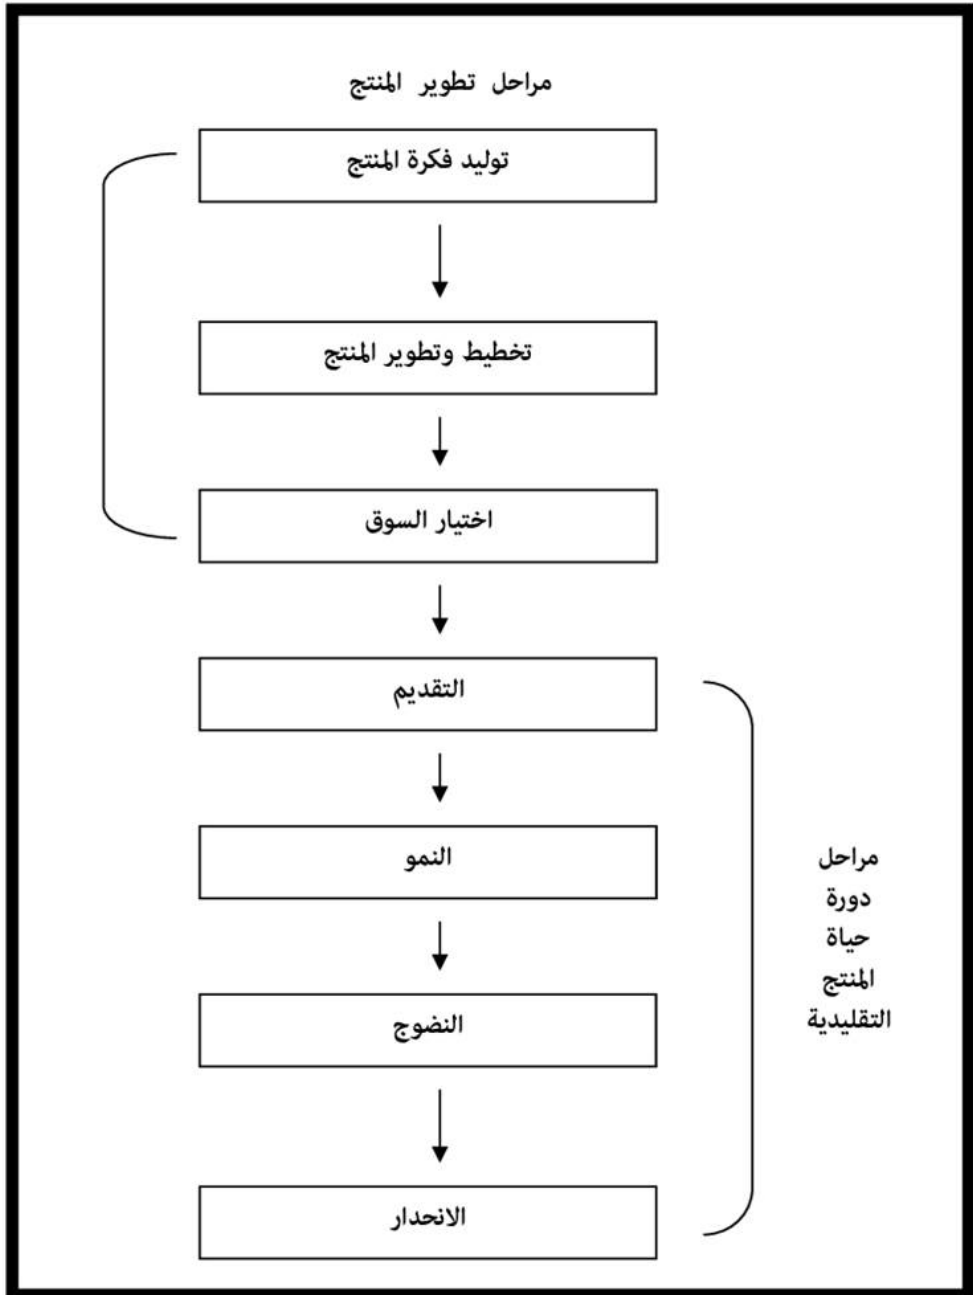 مراحل تطوير المنتج
توليد فكرة المنتج
تخطيط وتطوير المنتج
اختيار السوق
التقديم
النمو
النضوج
الانحدار
مراحل
دورة
حياة
المنتج
التقليدية